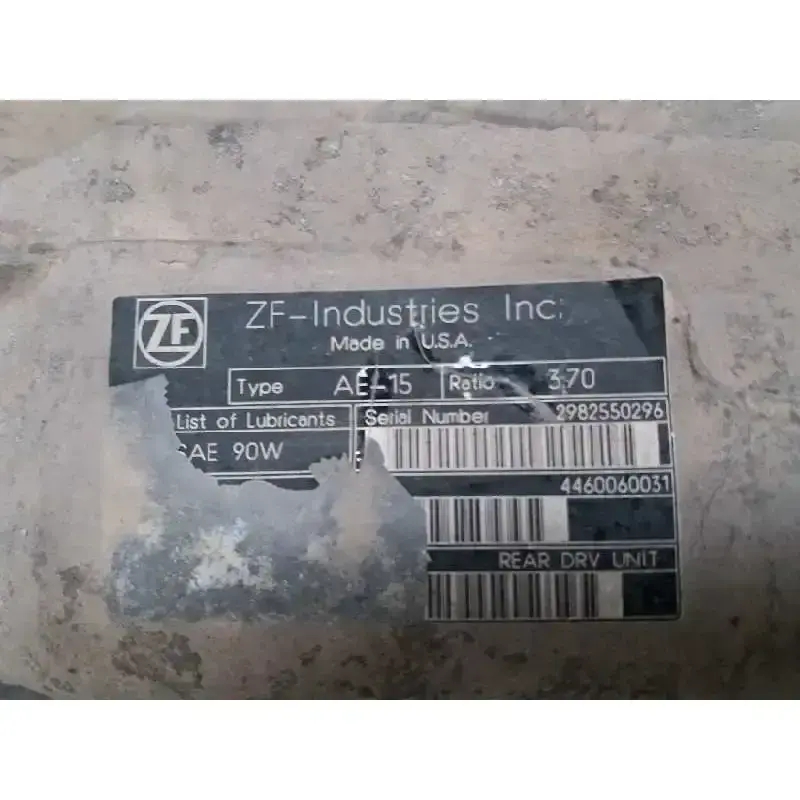 ZF
ZF-Industries Inc.
Made in U.S.A.
Type AE-15 Ratio 3.70
List of Lubricants Serial Number 2982550296
SAE 90W
4460060031
REAR DRV UNIT